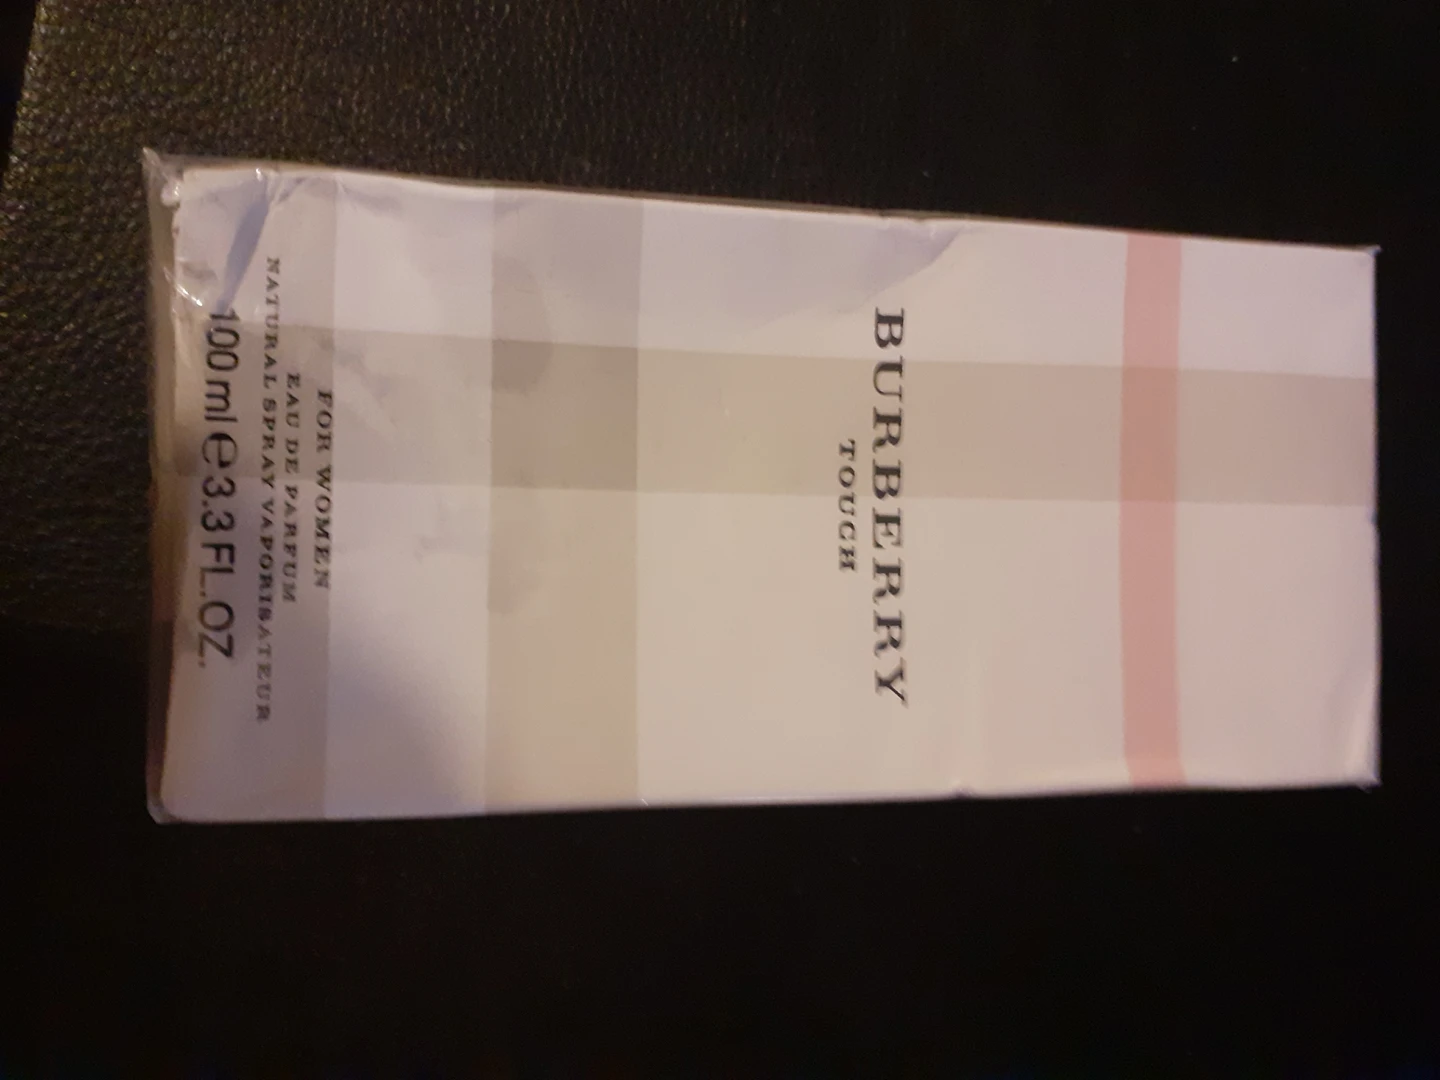 BURBERRY
TOUCH
FOR WOMEN
EAU DE PARFUM
NATURAL SPRAY VAPORISATEUR
100 ml e 3.3 FL.OZ.